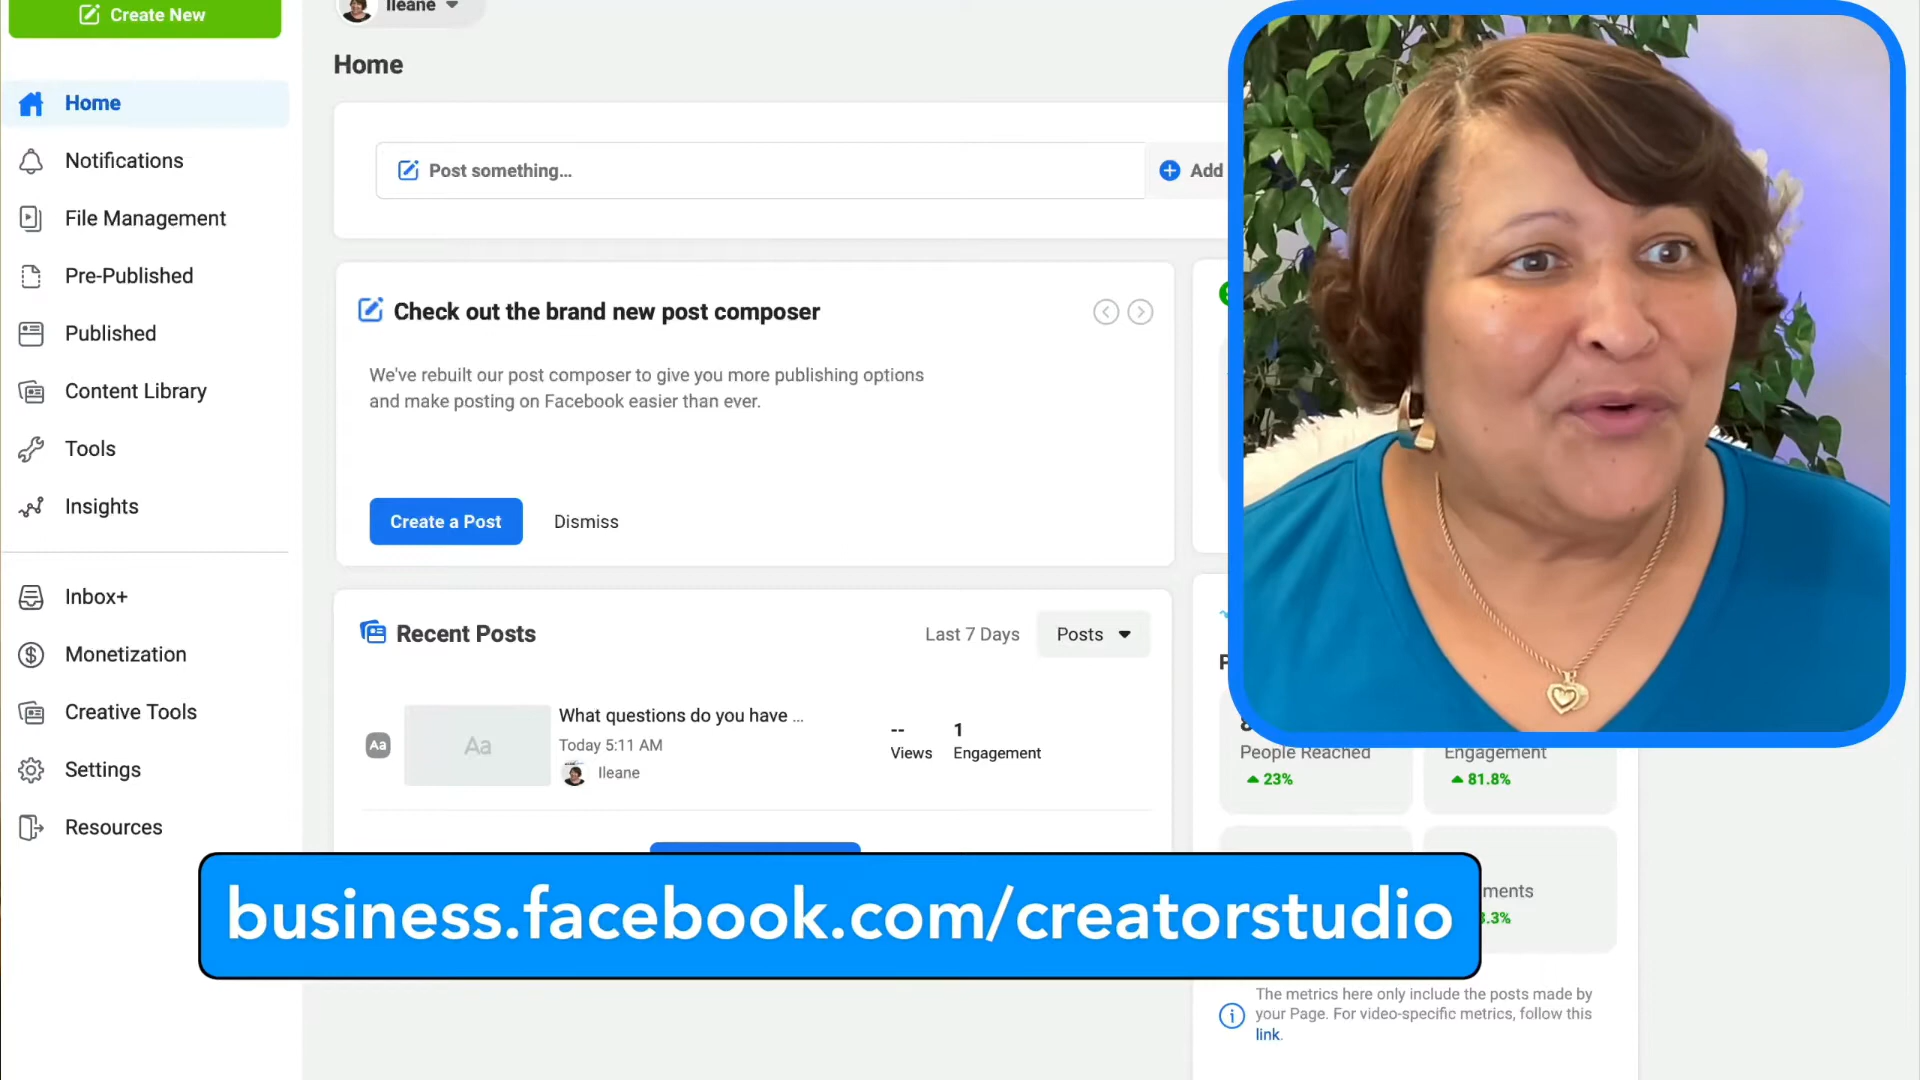 Create New
Ileane
Home
Home
Notifications
File Management
Pre-Published
Published
Content Library
Tools
Insights
Inbox+
Monetization
Creative Tools
Settings
Resources
Post something...
Add
Check out the brand new post composer
We've rebuilt our post composer to give you more publishing options
and make posting on Facebook easier than ever.
Create a Post
Dismiss
Recent Posts
Last 7 Days
Posts
Aa
Aa
What questions do you have ...
Today 5:11 AM
Ileane
--
Views
1
Engagement
People Reached
23%
Engagement
81.8%
3.3%
business.facebook.com/creatorstudio
The metrics here only include the posts made by
your Page. For video-specific metrics, follow this
link.